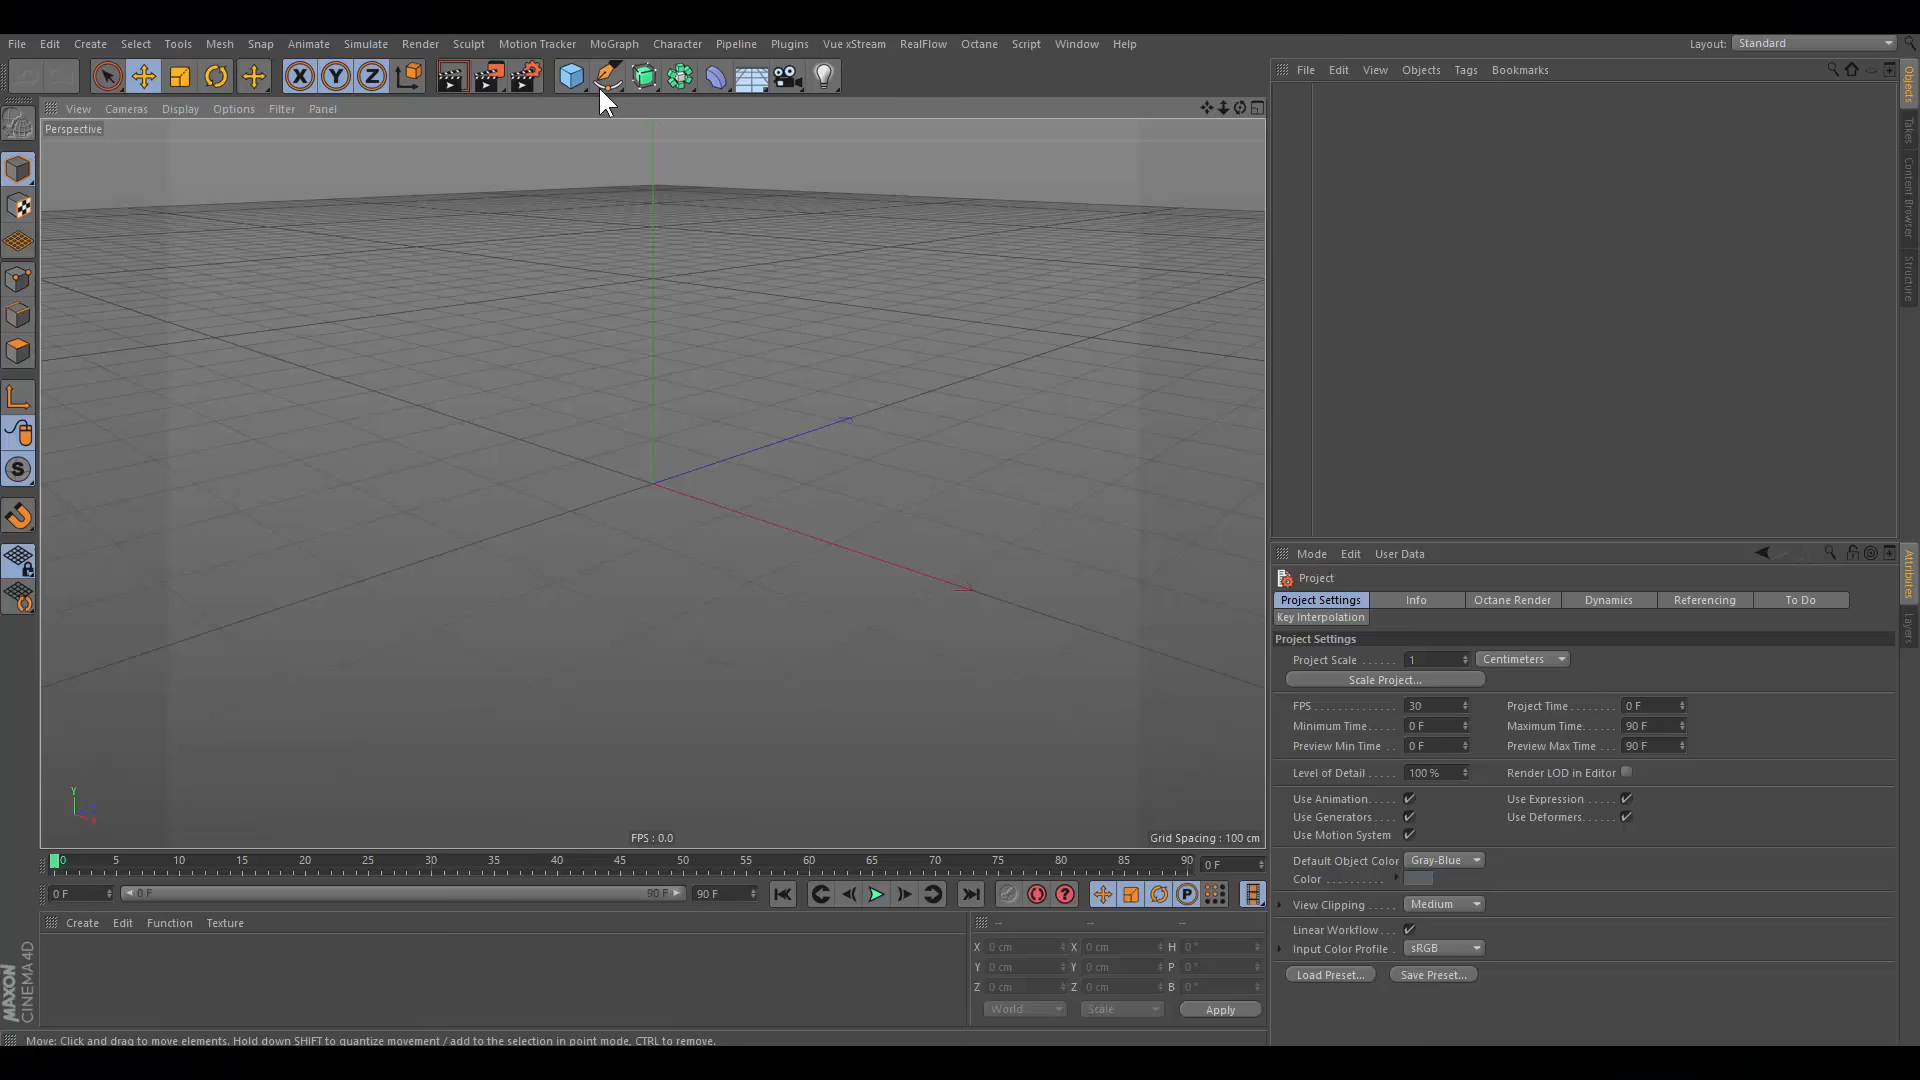 File Edit Create Select Tools Mesh Snap Animate Simulate Render Sculpt Motion Tracker MoGraph Character Pipeline Plugins Vue xStream RealFlow Octane Script Window Help Layout: Standard
X Y Z
File Edit View Objects Tags Bookmarks
View Cameras Display Options Filter Panel
Perspective
Objects
Takes
Content Browser
Structure
S
Y
FPS : 0.0
Grid Spacing : 100 cm
0 5 10 15 20 25 30 35 40 45 50 55 60 65 70 75 80 85 90 0 F
0 F 0 F 90 F 90 F
? P
Create Edit Function Texture
-- -- --
X 0 cm X 0 cm H 0 °
Y 0 cm Y 0 cm P 0 °
Z 0 cm Z 0 cm B 0 °
World Scale Apply
MAXON
CINEMA 4D
Move: Click and drag to move elements. Hold down SHIFT to quantize movement / add to the selection in point mode, CTRL to remove.
Mode Edit User Data
Attributes
Layers
Project
Project Settings Info Octane Render Dynamics Referencing To Do
Key Interpolation
Project Settings
Project Scale . . . . . . 1 Centimeters
Scale Project...
FPS . . . . . . . . . . . . . 30 Project Time . . . . . . . 0 F
Minimum Time. . . . . 0 F Maximum Time. . . . . . 90 F
Preview Min Time . . 0 F Preview Max Time . . . 90 F
Level of Detail . . . . . 100 % Render LOD in Editor
Use Animation. . . . . Use Expression . . . . .
Use Generators . . . . Use Deformers. . . . . .
Use Motion System
Default Object Color Gray-Blue
Color . . . . . . . . . .
View Clipping . . . . . Medium
Linear Workflow . . .
Input Color Profile . sRGB
Load Preset... Save Preset...